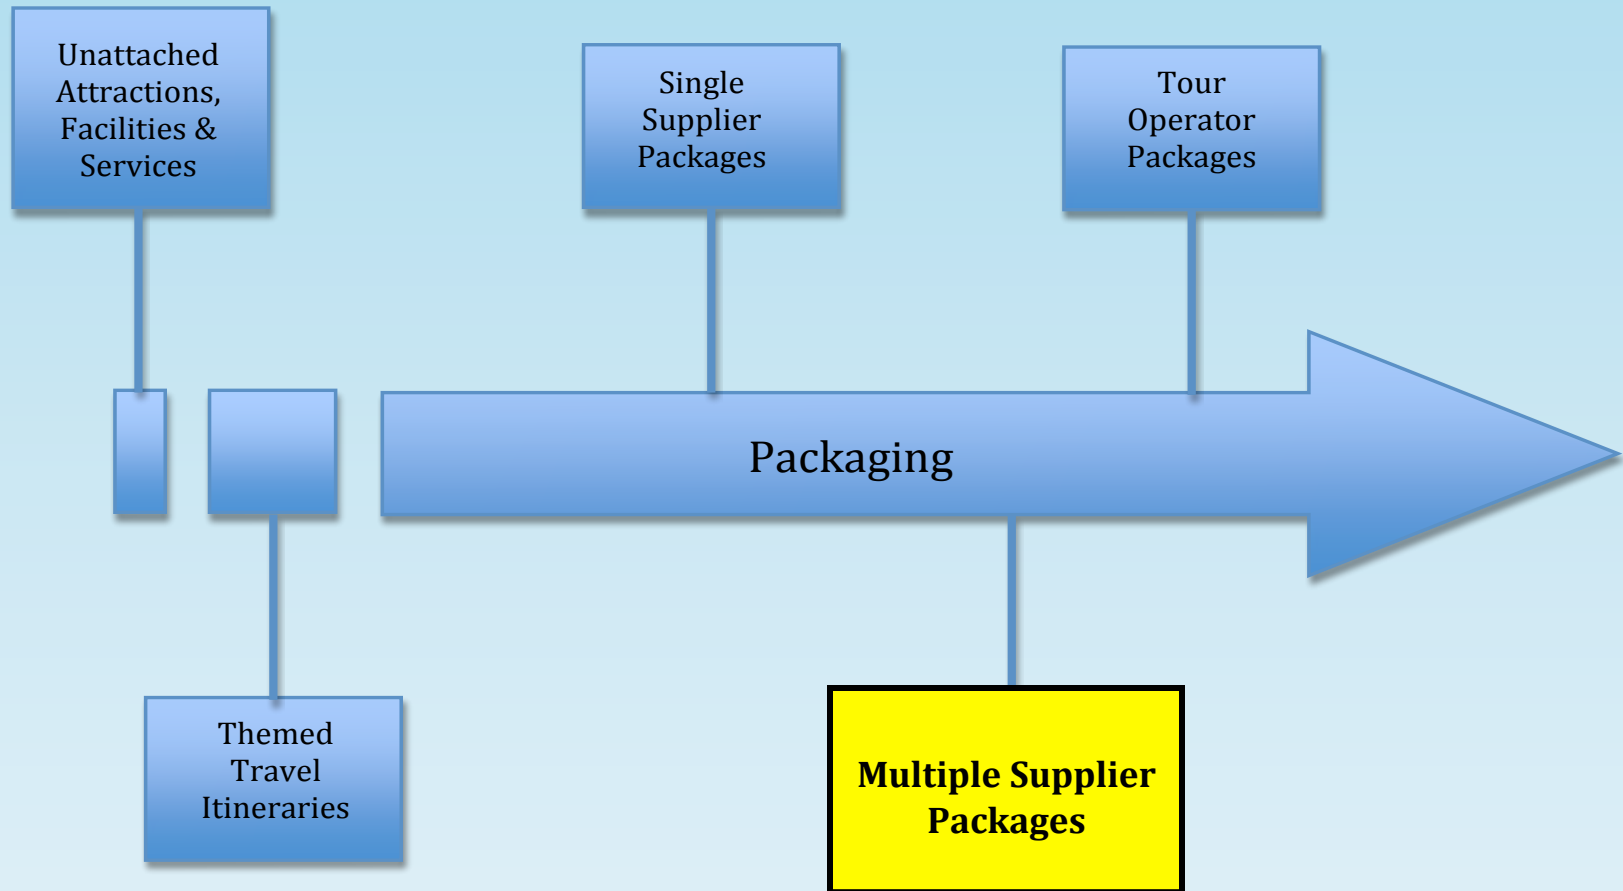 Unattached
Attractions,
Facilities &
Services
Single
Supplier
Packages
Tour
Operator
Packages
Packaging
Themed
Travel
Itineraries
Multiple Supplier
Packages